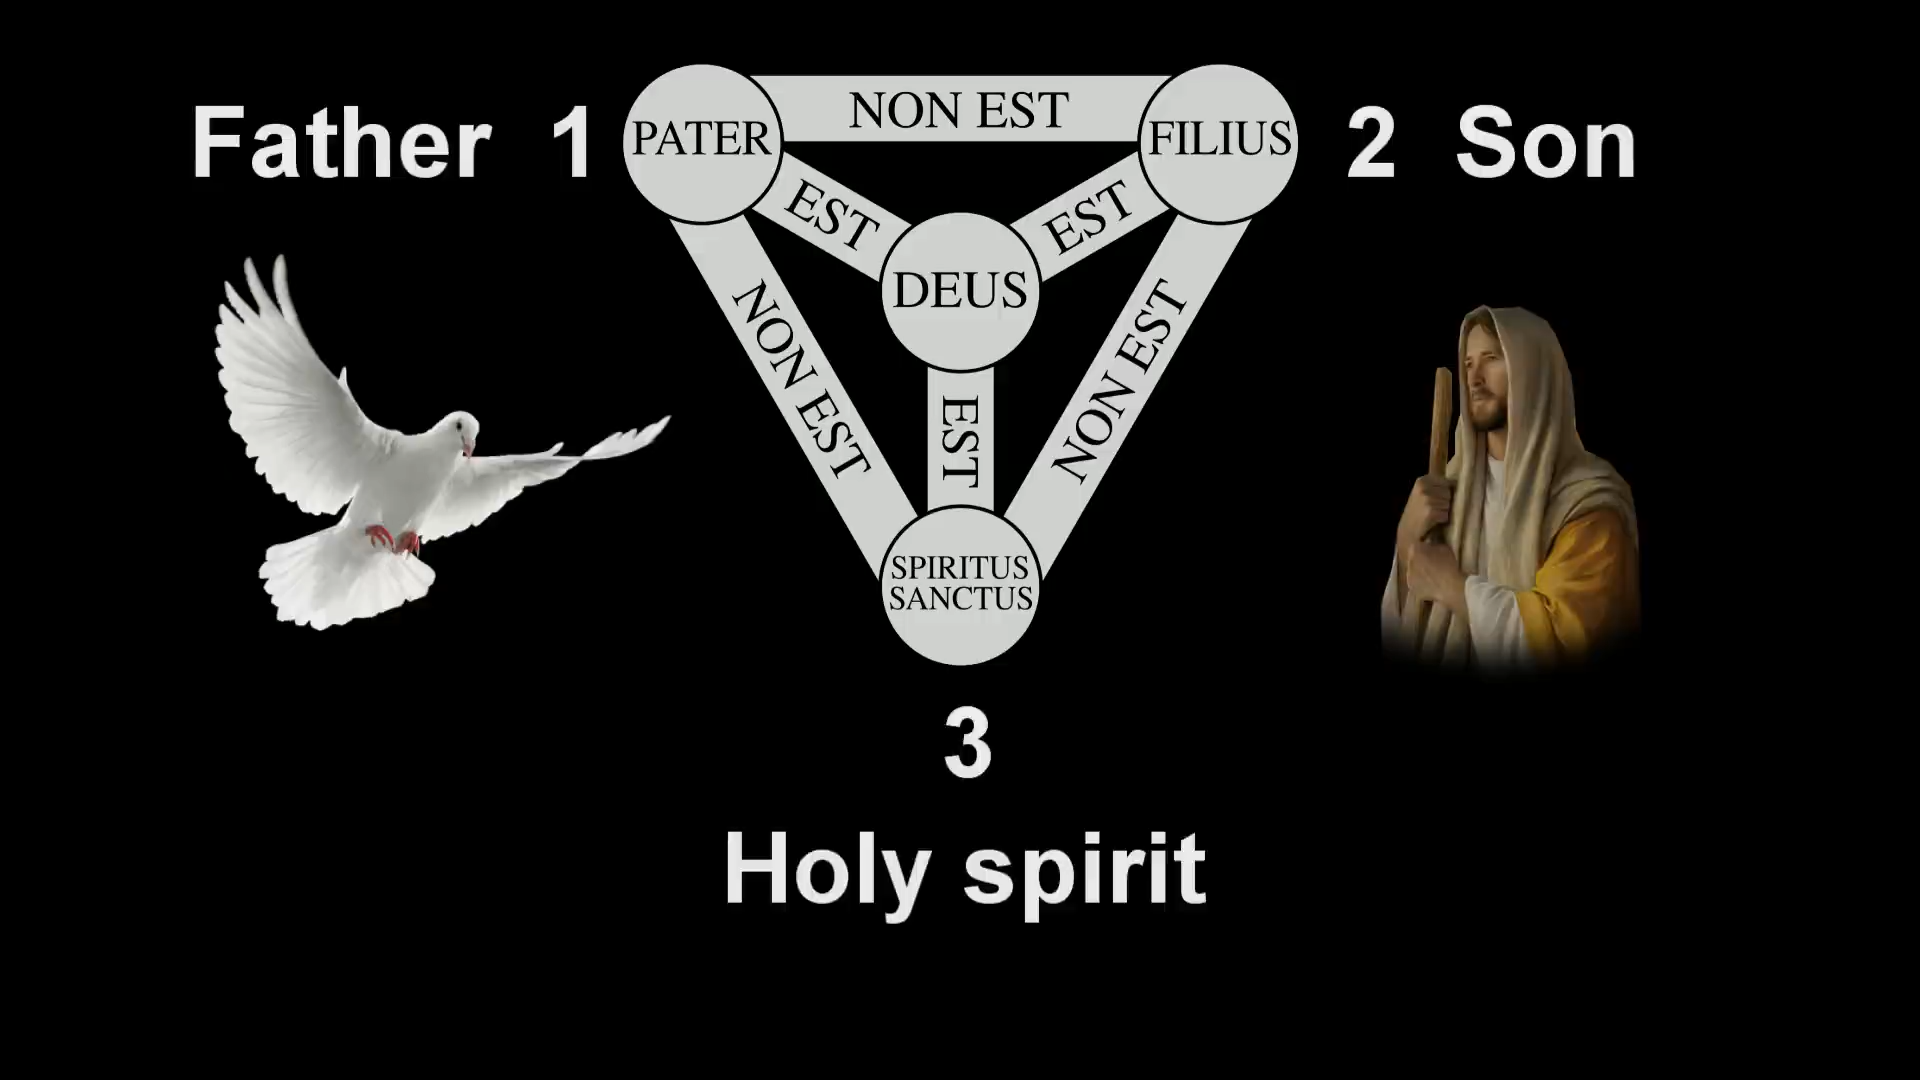 Father 1 PATER NON EST FILIUS 2 Son
EST EST
DEUS
NON EST EST NON EST
SPIRITUS
SANCTUS
3
Holy spirit